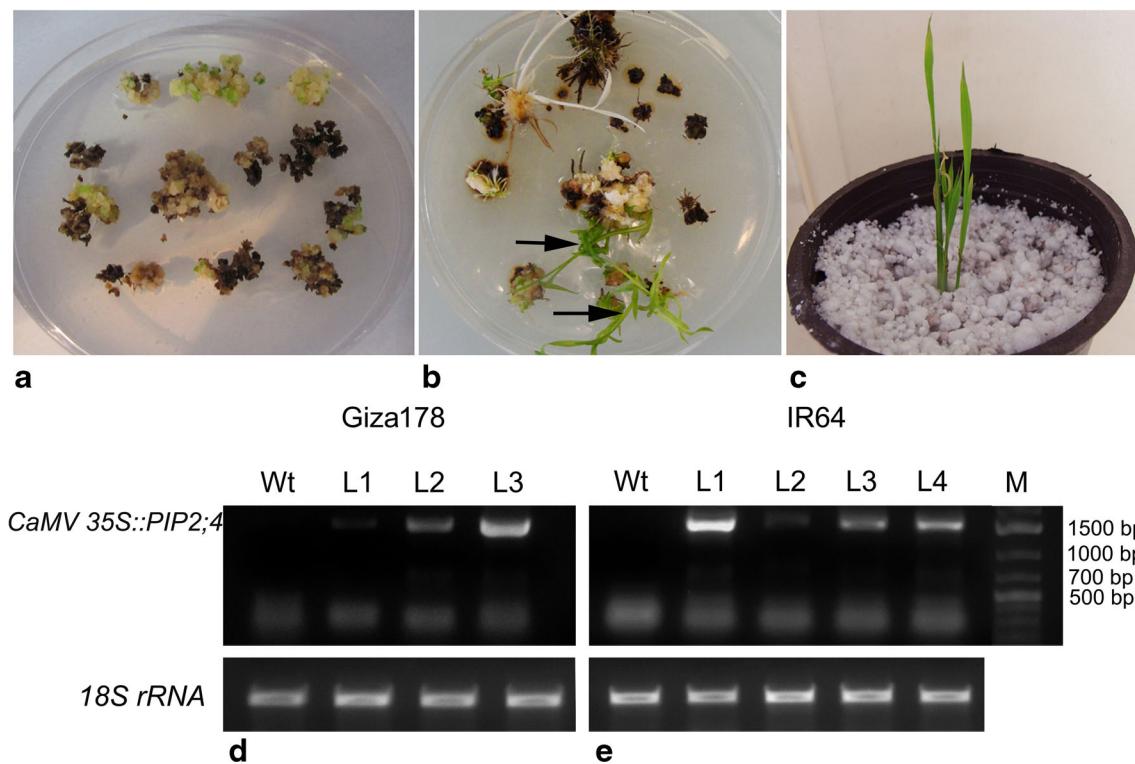 a b c
Giza178 IR64
Wt L1 L2 L3 Wt L1 L2 L3 L4 M
CaMV 35S::PIP2;4
1500 bp
1000 bp
700 bp
500 bp
18S rRNA
d e